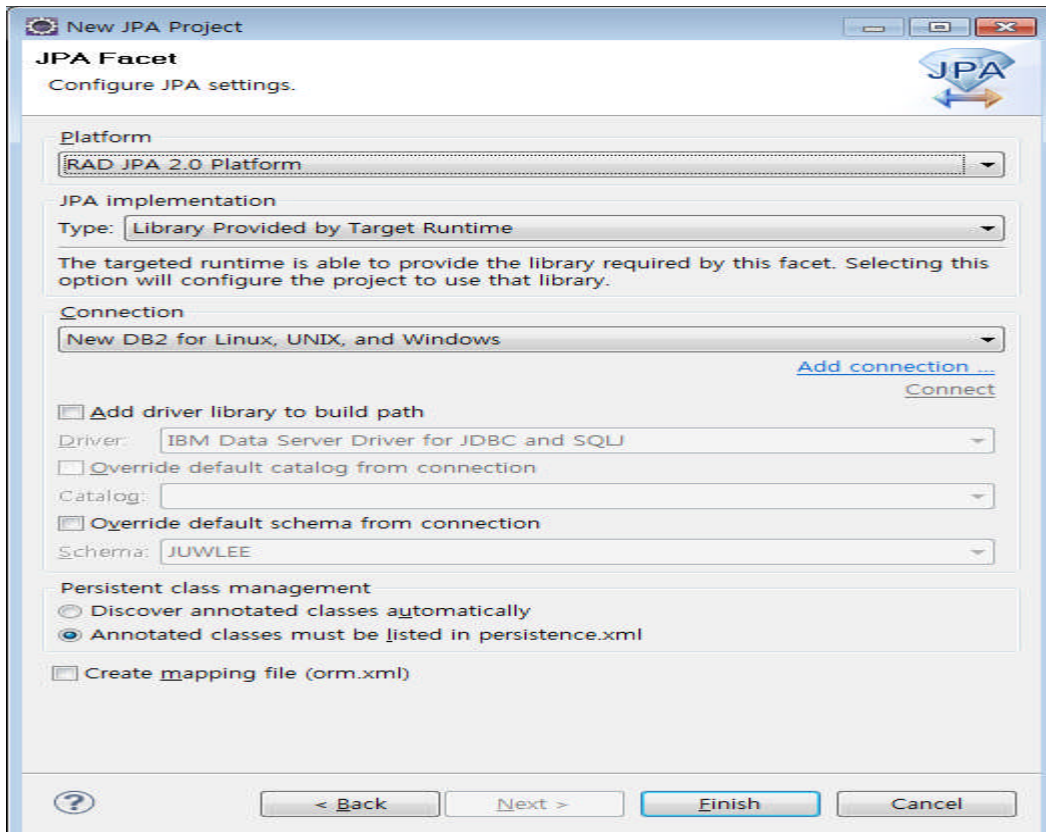 New JPA Project
JPA Facet
Configure JPA settings.
JPA
Platform
RAD JPA 2.0 Platform
JPA implementation
Type: Library Provided by Target Runtime
The targeted runtime is able to provide the library required by this facet. Selecting this
option will configure the project to use that library.
Connection
New DB2 for Linux, UNIX, and Windows
Add connection ...
Connect
Add driver library to build path
Driver: IBM Data Server Driver for JDBC and SQLJ
Override default catalog from connection
Catalog:
Override default schema from connection
Schema: JUWLEE
Persistent class management
Discover annotated classes automatically
Annotated classes must be listed in persistence.xml
Create mapping file (orm.xml)
?
< Back Next > Finish Cancel